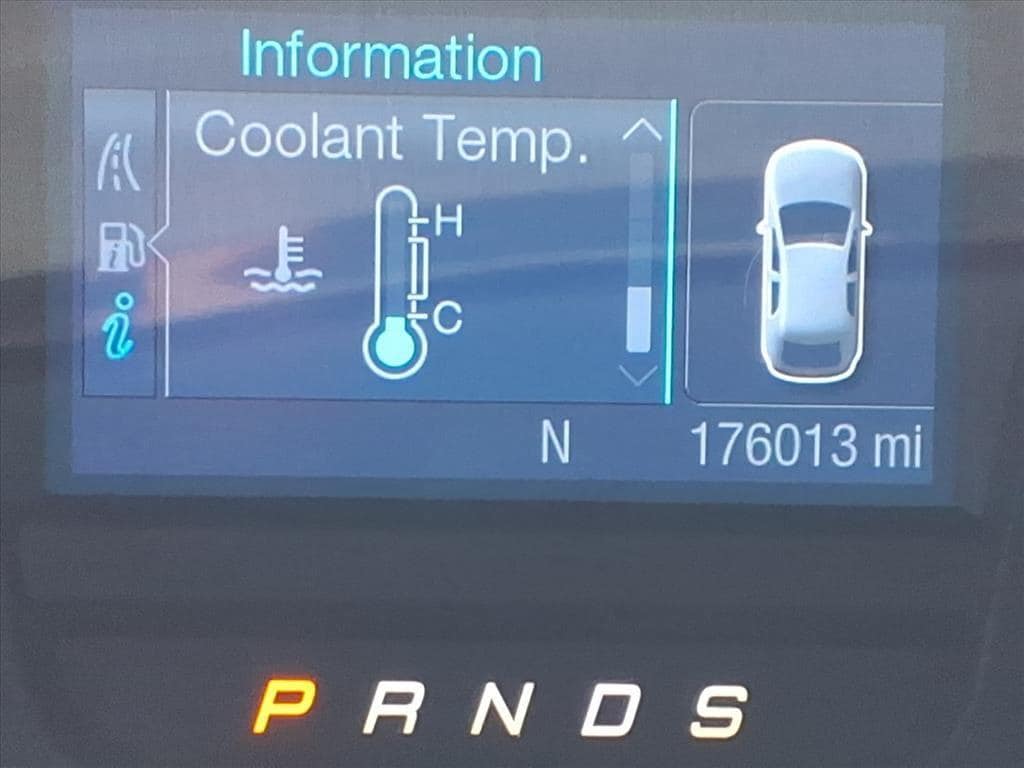 Information
Coolant Temp.
H
C
N 176013 mi
P R N D S